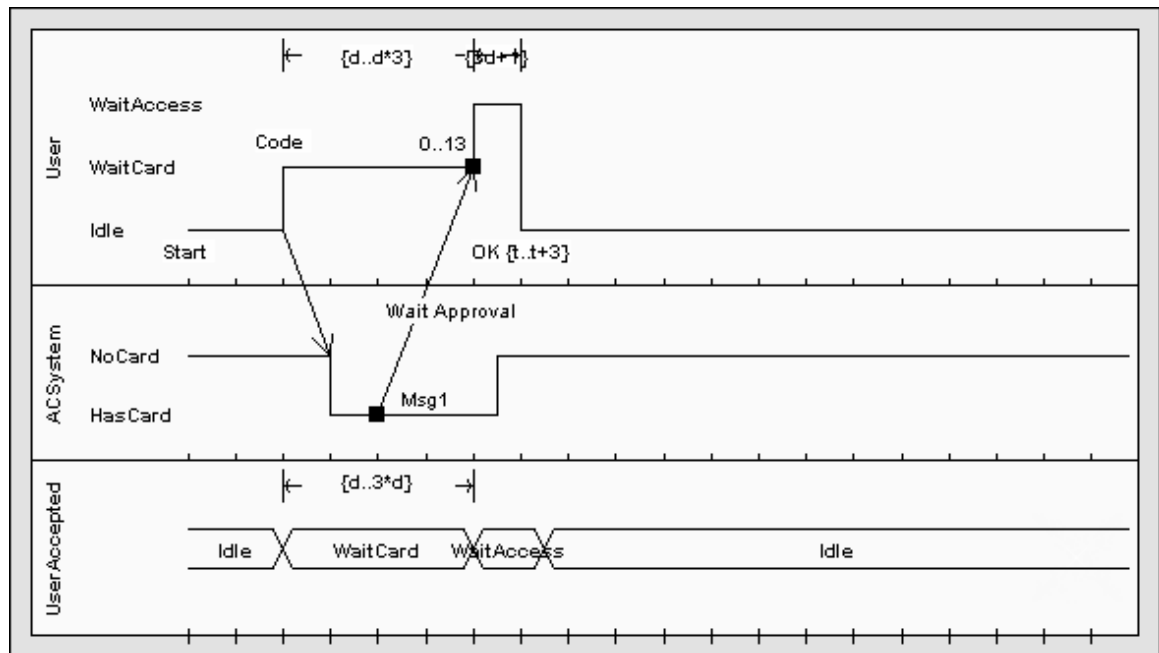 {d..d*3}
WaitAccess
Code
0..13
User
WaitCard
Idle
Start
OK {t..t+3}
Wait Approval
ACSystem
NoCard
Msg1
HasCard
{d..3*d}
UserAccepted
Idle
WaitCard
WaitAccess
Idle